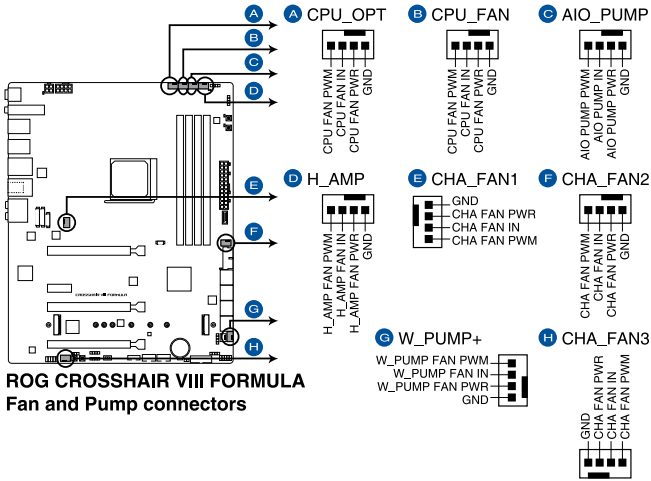 A
B
C
D
E
F
G
H
A CPU_OPT
CPU FAN PWM
CPU FAN IN
CPU FAN PWR
GND
B CPU_FAN
CPU FAN PWM
CPU FAN IN
CPU FAN PWR
GND
C AIO_PUMP
AIO PUMP PWM
AIO PUMP IN
AIO PUMP PWR
GND
D H_AMP
H_AMP FAN PWM
H_AMP FAN IN
H_AMP FAN PWR
GND
E CHA_FAN1
GND
CHA FAN PWR
CHA FAN IN
CHA FAN PWM
F CHA_FAN2
CHA FAN PWM
CHA FAN IN
CHA FAN PWR
GND
G W_PUMP+
W_PUMP FAN PWM
W_PUMP FAN IN
W_PUMP FAN PWR
GND
H CHA_FAN3
GND
CHA FAN PWR
CHA FAN IN
CHA FAN PWM
CROSSHAIR VIII FORMULA
ROG CROSSHAIR VIII FORMULA
Fan and Pump connectors